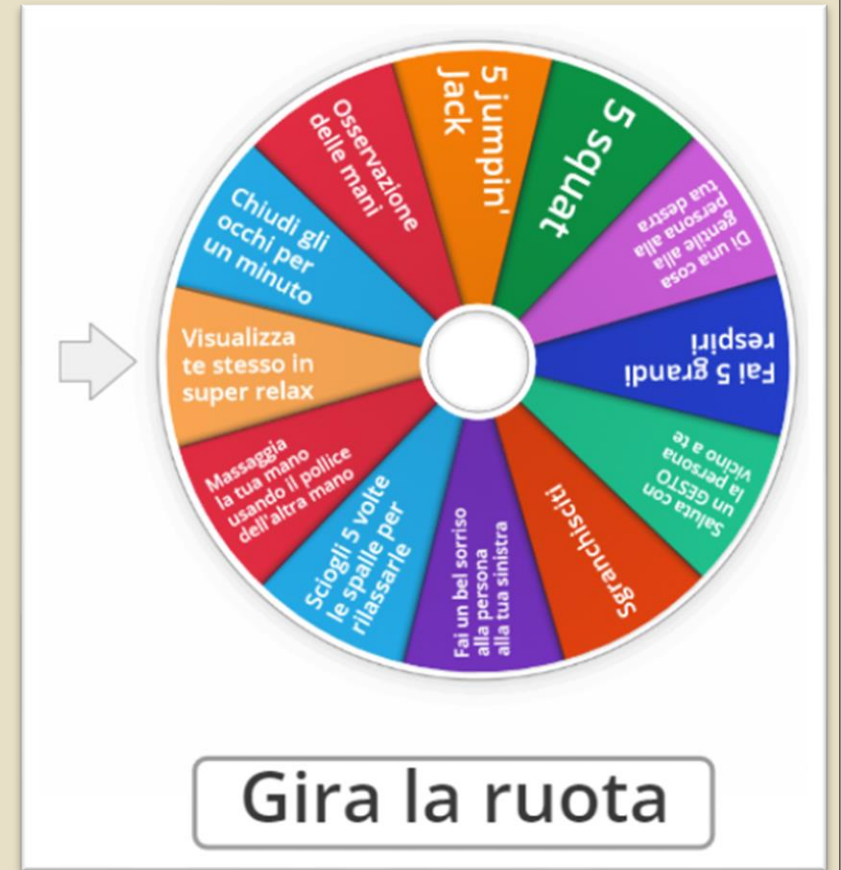 5 jumpin'
Jack
5 squat
Di una cosa
gentile alla
persona alla
tua destra
Fai 5 grandi
respiri
Saluta con
un GESTO
la persona
vicino a te
Sgranchisciti
Fai un bel sorriso
alla persona
alla tua sinistra
Sciogli 5 volte
le spalle per
rilassarle
Massaggia
la tua mano
usando il pollice
dell'altra mano
Visualizza
te stesso in
super relax
Chiudi gli
occhi per
un minuto
Osservazione
delle mani
Gira la ruota